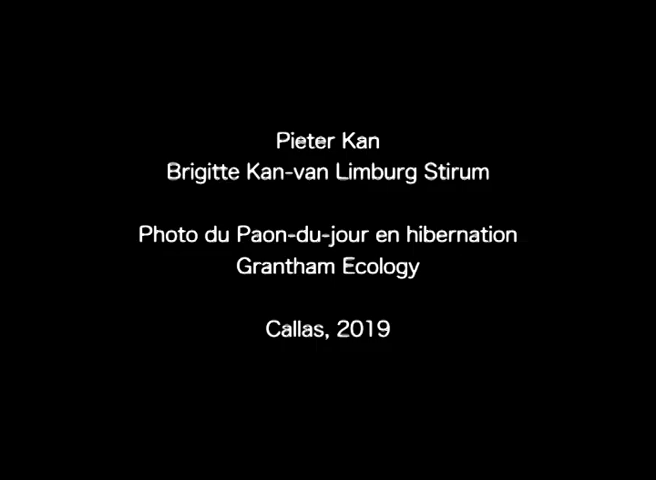 Pieter Kan
Brigitte Kan-van Limburg Stirum
Photo du Paon-du-jour en hibernation
Grantham Ecology
Callas, 2019